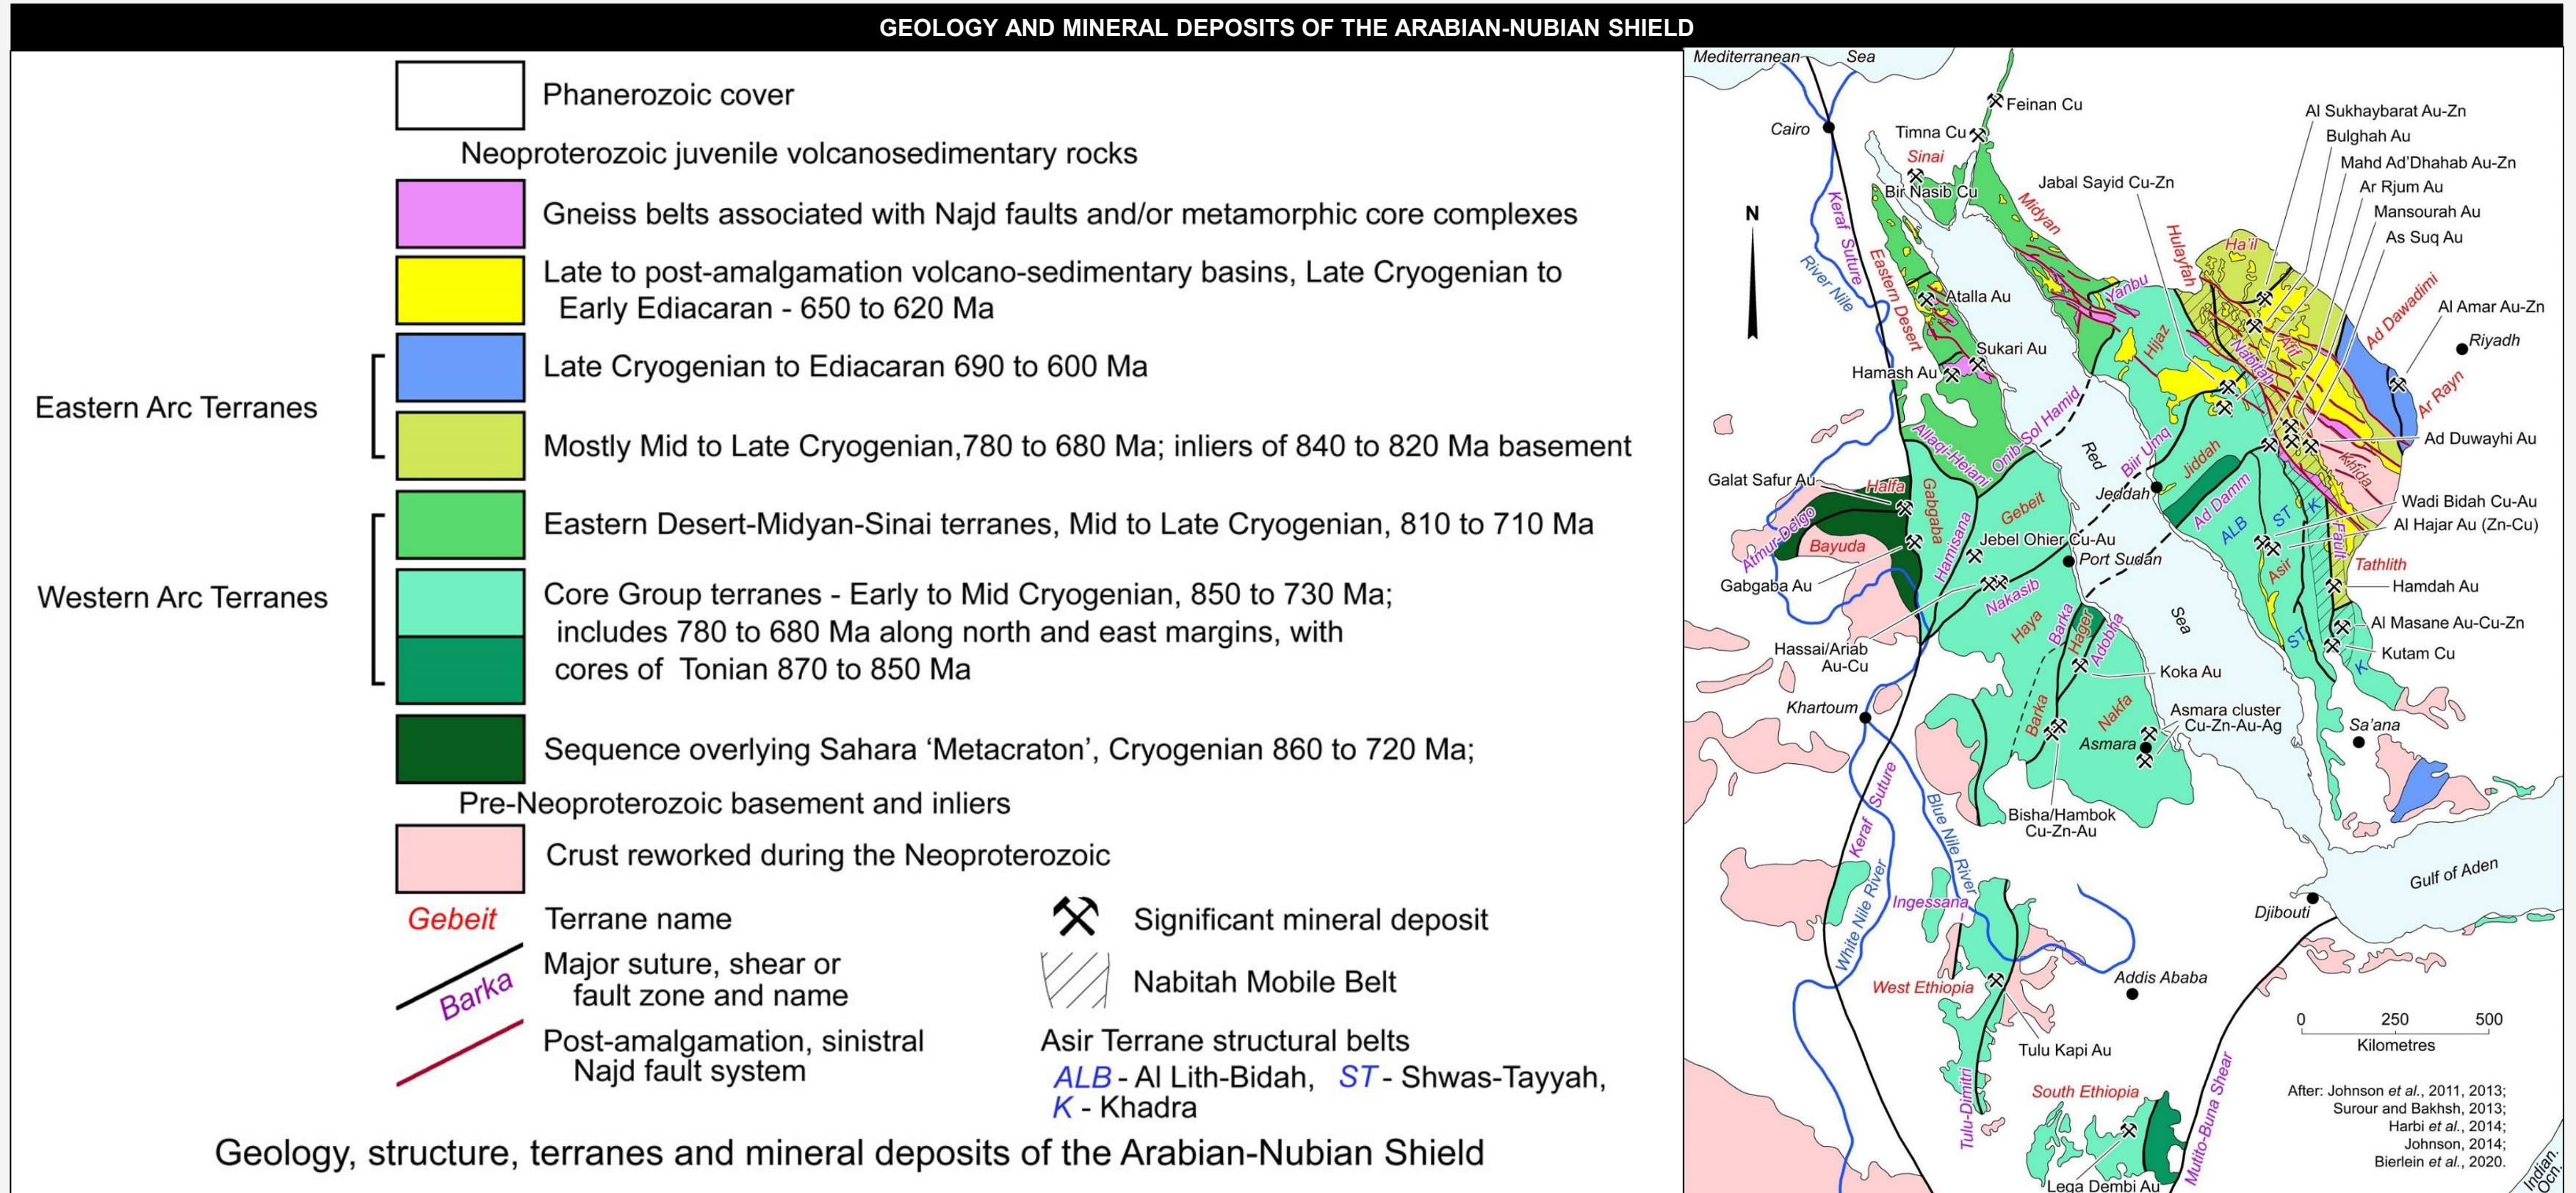 GEOLOGY AND MINERAL DEPOSITS OF THE ARABIAN-NUBIAN SHIELD
Phanerozoic cover
Neoproterozoic juvenile volcanosedimentary rocks
Gneiss belts associated with Najd faults and/or metamorphic core complexes
Late to post-amalgamation volcano-sedimentary basins, Late Cryogenian to
Early Ediacaran - 650 to 620 Ma
Eastern Arc Terranes
Late Cryogenian to Ediacaran 690 to 600 Ma
Mostly Mid to Late Cryogenian,780 to 680 Ma; inliers of 840 to 820 Ma basement
Western Arc Terranes
Eastern Desert-Midyan-Sinai terranes, Mid to Late Cryogenian, 810 to 710 Ma
Core Group terranes - Early to Mid Cryogenian, 850 to 730 Ma;
includes 780 to 680 Ma along north and east margins, with
cores of Tonian 870 to 850 Ma
Sequence overlying Sahara ‘Metacraton’, Cryogenian 860 to 720 Ma;
Pre-Neoproterozoic basement and inliers
Crust reworked during the Neoproterozoic
Gebeit
Terrane name
Barka
Major suture, shear or
fault zone and name
Post-amalgamation, sinistral
Najd fault system
Significant mineral deposit
Nabitah Mobile Belt
Asir Terrane structural belts
ALB - Al Lith-Bidah, ST - Shwas-Tayyah,
K - Khadra
Geology, structure, terranes and mineral deposits of the Arabian-Nubian Shield
Mediterranean Sea
Cairo
Feinan Cu
Timna Cu
Sinai
Bir Nasib Cu
N
Keraf Suture
River Nile
Eastern Desert
Midyan
Jabal Sayid Cu-Zn
Al Sukhaybarat Au-Zn
Bulghah Au
Mahd Ad’Dhahab Au-Zn
Ar Rjum Au
Mansourah Au
As Suq Au
Hulayfah
Ha’il
Ad Dawadimi
Al Amar Au-Zn
Riyadh
Yanbu
Atalla Au
Hijaz
Nabitah
Afif
Sukari Au
Hamash Au
Ar Rayn
Ad Duwayhi Au
Allaqi-Heiani
Onib-Sol Hamid
Red
Sea
Biir Umq
Jiddah
Khida
Galat Safur Au
Halfa
Gabgaba
Gebeit
Jeddah
Ad Damm
ALB
ST
K
Fault
Wadi Bidah Cu-Au
Al Hajar Au (Zn-Cu)
Atmur-Delgo
Bayuda
Hamisana
Jebel Ohier Cu-Au
Port Sudan
Asir
Tathlith
Gabgaba Au
Nakasib
Hamdah Au
Haya
Barka
Hager
Adobha
ST
K
Al Masane Au-Cu-Zn
Kutam Cu
Hassai/Ariab
Au-Cu
Koka Au
Khartoum
Barka
Nakfa
Asmara cluster
Cu-Zn-Au-Ag
Asmara
Sa’ana
Keraf Suture
Blue Nile River
Bisha/Hambok
Cu-Zn-Au
White Nile River
Ingessana
Gulf of Aden
Djibouti
West Ethiopia
Addis Ababa
Tulu Kapi Au
0 250 500
Kilometres
Tulu-Dimitri
South Ethiopia
Mutito-Buna Shear
Lega Dembi Au
After: Johnson et al., 2011, 2013;
Surour and Bakhsh, 2013;
Harbi et al., 2014;
Johnson, 2014;
Bierlein et al., 2020.
Indian.
Ocn.